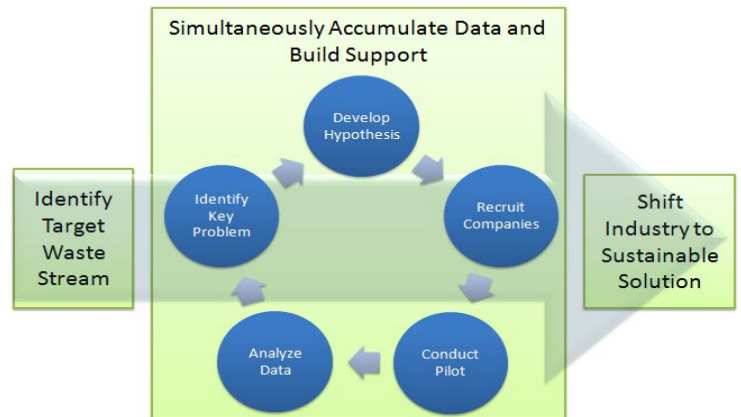 Simultaneously Accumulate Data and
Build Support
Develop
Hypothesis
Identify
Target
Waste
Stream
Identify
Key
Problem
Recruit
Companies
Shift
Industry to
Sustainable
Solution
Analyze
Data
Conduct
Pilot